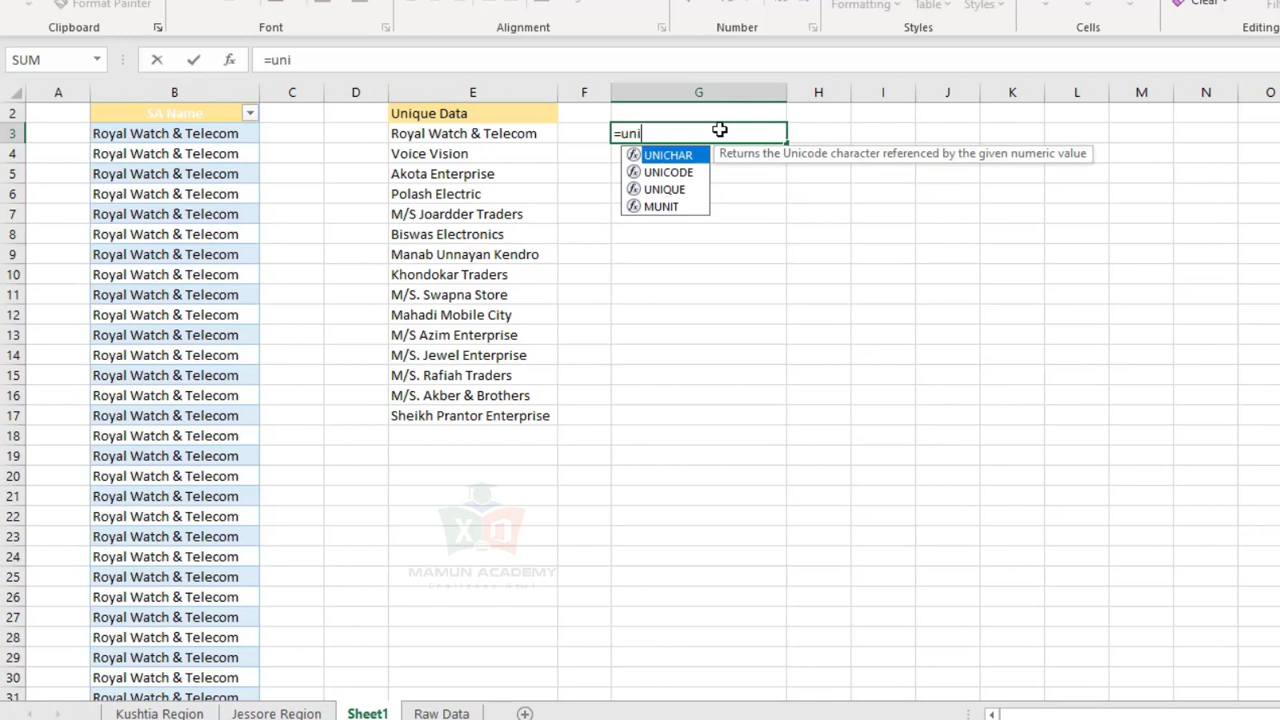 Format Painter
Formatting
Table
Styles
Clear
Clipboard
Font
Alignment
Number
Styles
Cells
Editing
SUM
fx
=uni
A B C D E F G H I J K L M N O
2 SA Name Unique Data
3 Royal Watch & Telecom Royal Watch & Telecom =uni
4 Royal Watch & Telecom Voice Vision
5 Royal Watch & Telecom Akota Enterprise
6 Royal Watch & Telecom Polash Electric
7 Royal Watch & Telecom M/S Joardder Traders
8 Royal Watch & Telecom Biswas Electronics
9 Royal Watch & Telecom Manab Unnayan Kendro
10 Royal Watch & Telecom Khondokar Traders
11 Royal Watch & Telecom M/S. Swapna Store
12 Royal Watch & Telecom Mahadi Mobile City
13 Royal Watch & Telecom M/S Azim Enterprise
14 Royal Watch & Telecom M/S. Jewel Enterprise
15 Royal Watch & Telecom M/S. Rafiah Traders
16 Royal Watch & Telecom M/S. Akber & Brothers
17 Royal Watch & Telecom Sheikh Prantor Enterprise
18 Royal Watch & Telecom
19 Royal Watch & Telecom
20 Royal Watch & Telecom
21 Royal Watch & Telecom
22 Royal Watch & Telecom
23 Royal Watch & Telecom
24 Royal Watch & Telecom
25 Royal Watch & Telecom
26 Royal Watch & Telecom
27 Royal Watch & Telecom
28 Royal Watch & Telecom
29 Royal Watch & Telecom
30 Royal Watch & Telecom
31 Royal Watch & Telecom
UNICHAR
UNICODE
UNIQUE
MUNIT
Returns the Unicode character referenced by the given numeric value
MAMUN ACADEMY
Kushtia Region
Jessore Region
Sheet1
Raw Data